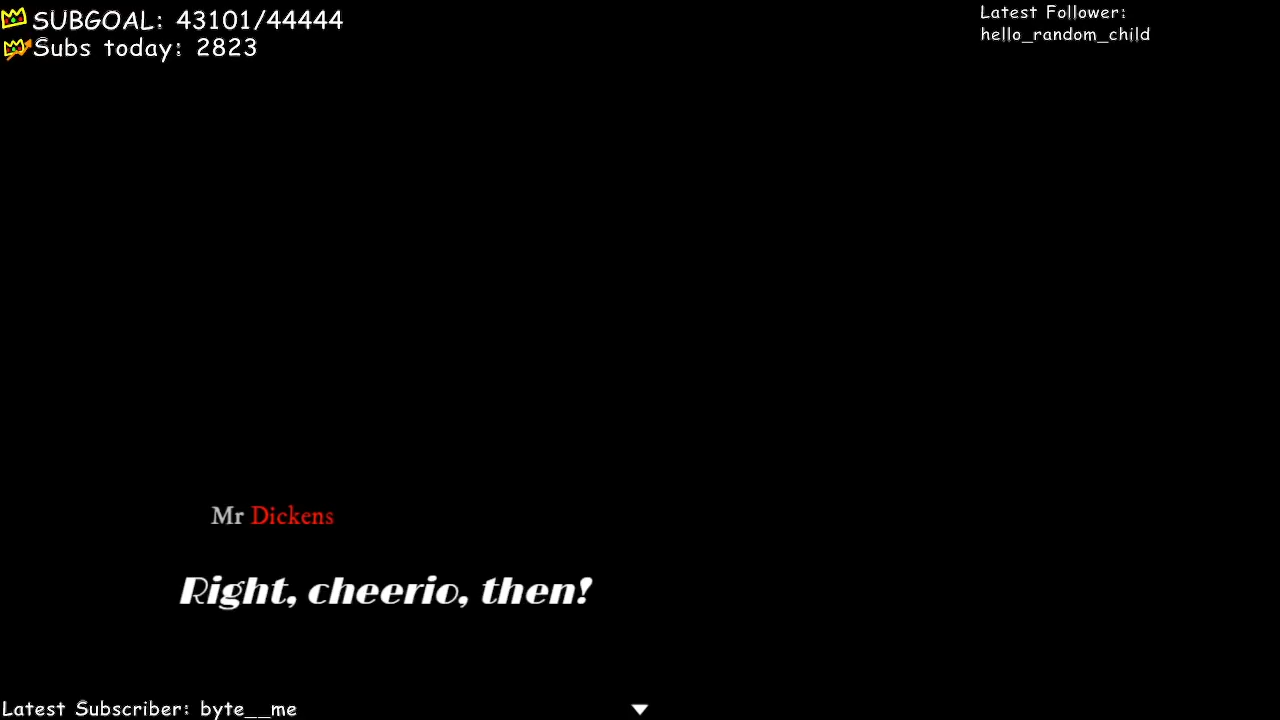 SUBGOAL: 43101/44444
Subs today: 2823
Latest Follower:
hello_random_child
Mr Dickens
Right, cheerio, then!
Latest Subscriber: byte__me